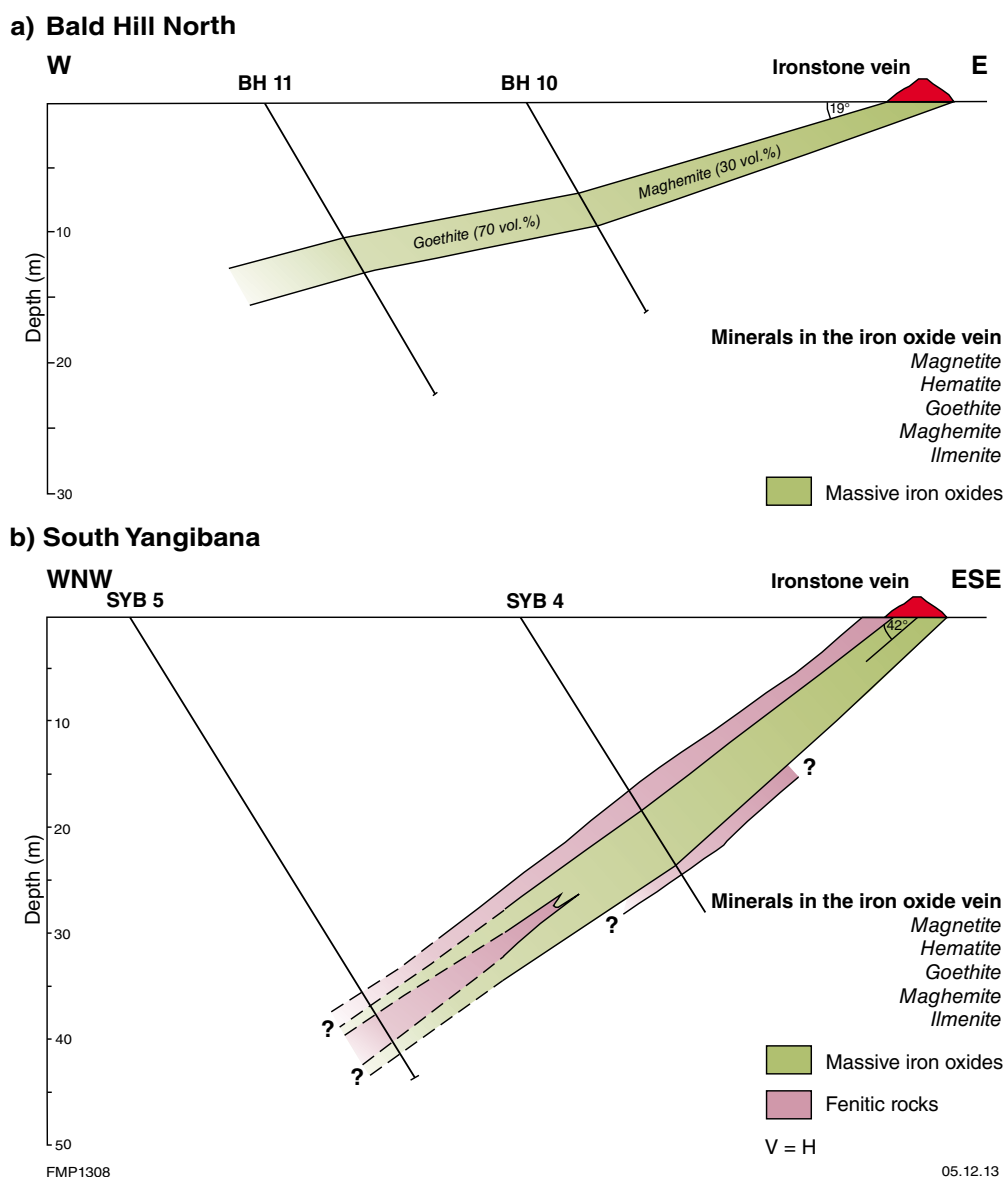 a) Bald Hill North
W
BH 11
BH 10
Ironstone vein
E
19°
Maghemite (30 vol.%)
Goethite (70 vol.%)
10
20
30
Depth (m)
Minerals in the iron oxide vein
Magnetite
Hematite
Goethite
Maghemite
Ilmenite
Massive iron oxides
b) South Yangibana
WNW
SYB 5
SYB 4
Ironstone vein
ESE
42°
10
20
30
40
50
Depth (m)
?
?
?
?
Minerals in the iron oxide vein
Magnetite
Hematite
Goethite
Maghemite
Ilmenite
Massive iron oxides
Fenitic rocks
V = H
FMP1308
05.12.13